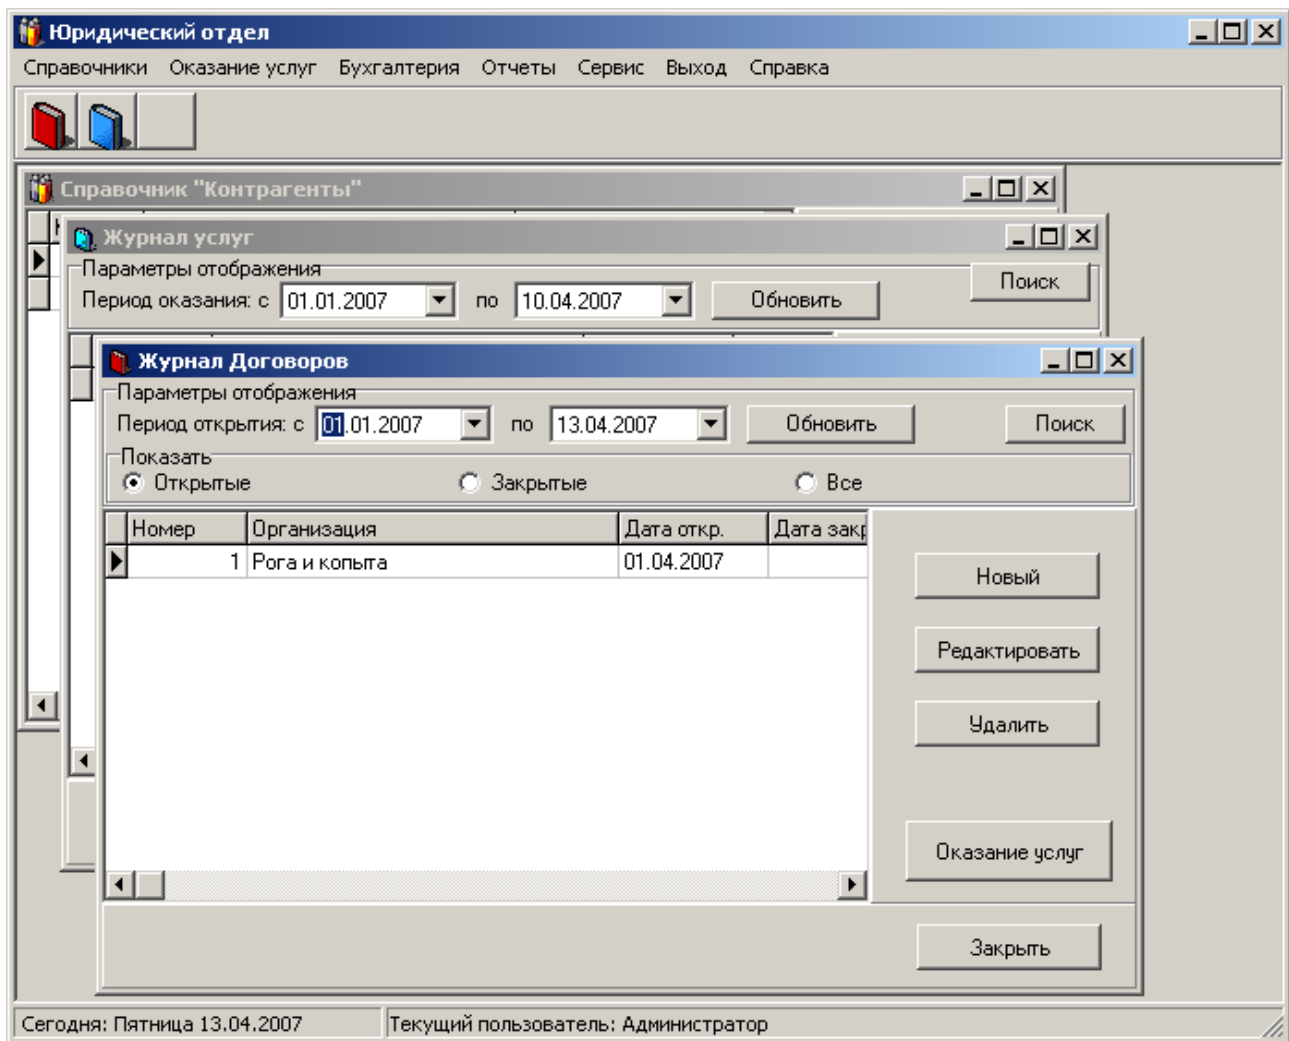 Юридический отдел
Справочники Оказание услуг Бухгалтерия Отчеты Сервис Выход Справка
Справочник "Контрагенты"
Журнал услуг
Параметры отображения
Период оказания: с 01.01.2007 по 10.04.2007 Обновить Поиск
Журнал Договоров
Параметры отображения
Период открытия: с 01.01.2007 по 13.04.2007 Обновить Поиск
Показать
Открытые Закрытые Все
Номер Организация Дата откр. Дата
1 Рога и копыта 01.04.2007
Новый
Редактировать
Удалить
Оказание услуг
Закрыть
Сегодня: Пятница 13.04.2007 Текущий пользователь: Администратор